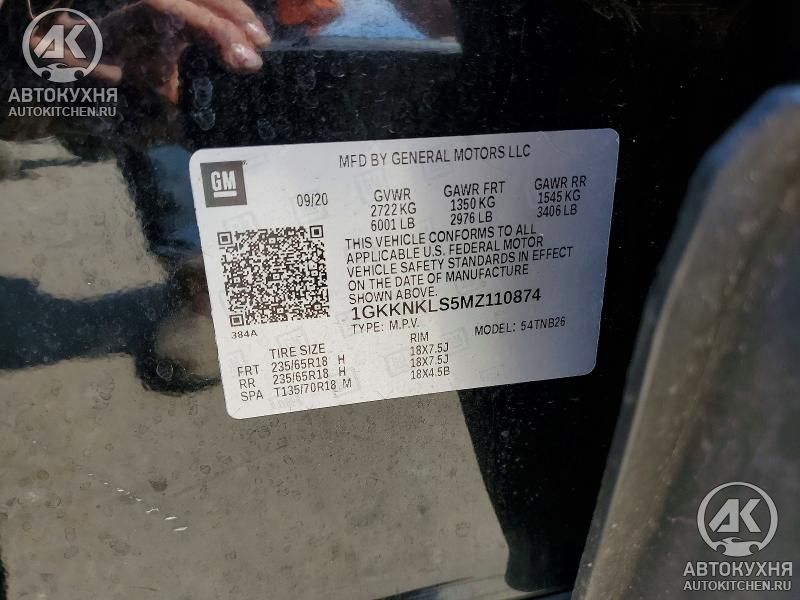 AK
АВТОКУХНЯ
AUTOKITCHEN.RU
MFD BY GENERAL MOTORS LLC
GM
09/20
GVWR GAWR FRT GAWR RR
2722 KG 1350 KG 1545 KG
6001 LB 2976 LB 3406 LB
THIS VEHICLE CONFORMS TO ALL
APPLICABLE U.S. FEDERAL MOTOR
VEHICLE SAFETY STANDARDS IN EFFECT
ON THE DATE OF MANUFACTURE
SHOWN ABOVE.
1GKKNKLS5MZ110874
384A
TYPE: M.P.V. MODEL: 54TNB26
TIRE SIZE RIM
FRT 235/65R18 H 18X7.5J
RR 235/65R18 H 18X7.5J
SPA T135/70R18 M 18X4.5B
AK
АВТОКУХНЯ
AUTOKITCHEN.RU